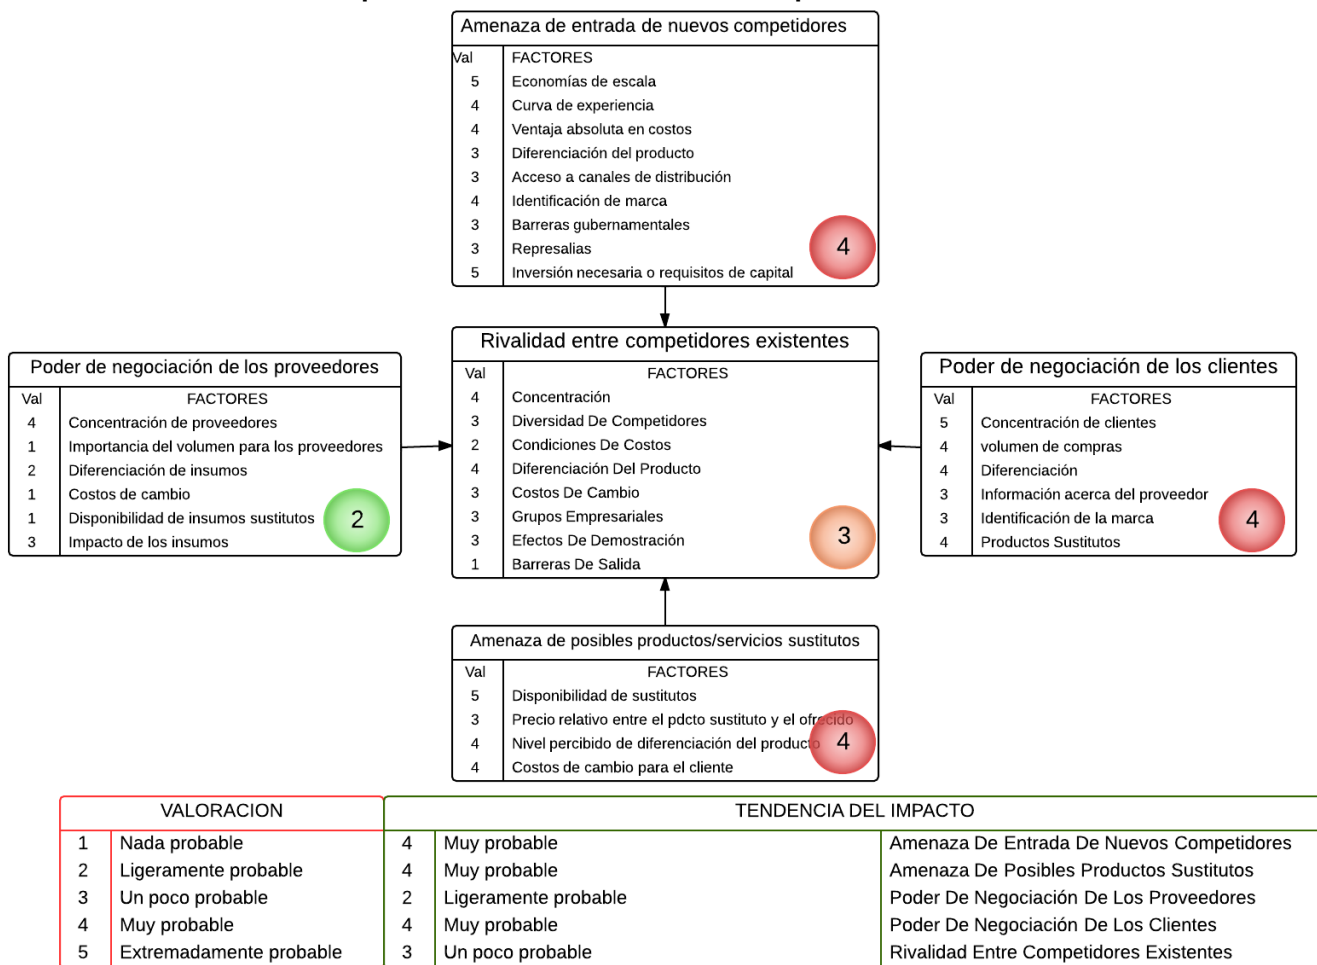 Amenaza de entrada de nuevos competidores
Val FACTORES
5 Economías de escala
4 Curva de experiencia
4 Ventaja absoluta en costos
3 Diferenciación del producto
3 Acceso a canales de distribución
4 Identificación de marca
3 Barreras gubernamentales
3 Represalias
5 Inversión necesaria o requisitos de capital
4
Poder de negociación de los proveedores
Val FACTORES
4 Concentración de proveedores
1 Importancia del volumen para los proveedores
2 Diferenciación de insumos
1 Costos de cambio
1 Disponibilidad de insumos sustitutos
3 Impacto de los insumos
2
Rivalidad entre competidores existentes
Val FACTORES
4 Concentración
3 Diversidad De Competidores
2 Condiciones De Costos
4 Diferenciación Del Producto
3 Costos De Cambio
3 Grupos Empresariales
3 Efectos De Demostración
1 Barreras De Salida
3
Poder de negociación de los clientes
Val FACTORES
5 Concentración de clientes
4 volumen de compras
4 Diferenciación
3 Información acerca del proveedor
3 Identificación de la marca
4 Productos Sustitutos
4
Amenaza de posibles productos/servicios sustitutos
Val FACTORES
5 Disponibilidad de sustitutos
3 Precio relativo entre el pdcto sustituto y el ofrecido
4 Nivel percibido de diferenciación del producto
4 Costos de cambio para el cliente
4
VALORACION
1 Nada probable
2 Ligeramente probable
3 Un poco probable
4 Muy probable
5 Extremadamente probable
TENDENCIA DEL IMPACTO
4 Muy probable Amenaza De Entrada De Nuevos Competidores
4 Muy probable Amenaza De Posibles Productos Sustitutos
2 Ligeramente probable Poder De Negociación De Los Proveedores
4 Muy probable Poder De Negociación De Los Clientes
3 Un poco probable Rivalidad Entre Competidores Existentes